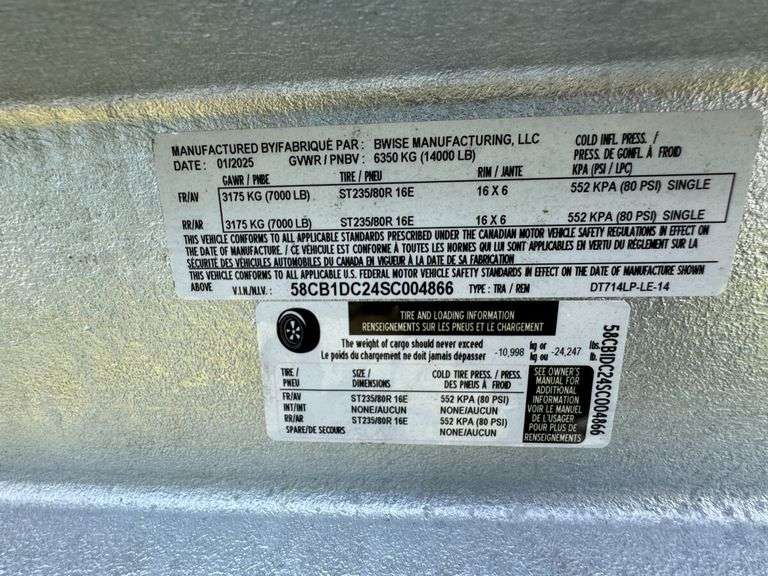 MANUFACTURED BY/FABRIQUÉ PAR : BWISE MANUFACTURING, LLC
DATE : 01/2025 GVWR / PNBV : 6350 KG (14000 LB)
COLD INFL. PRESS. /
PRESS. DE GONFL. À FROID
KPA (PSI / LPC)
GAWR / PNBE TIRE / PNEU RIM / JANTE
FR/AV 3175 KG (7000 LB) ST235/80R 16E 16 X 6 552 KPA (80 PSI) SINGLE
RR/AR 3175 KG (7000 LB) ST235/80R 16E 16 X 6 552 KPA (80 PSI) SINGLE
THIS VEHICLE CONFORMS TO ALL APPLICABLE STANDARDS PRESCRIBED UNDER THE CANADIAN MOTOR VEHICLE SAFETY REGULATIONS IN EFFECT ON
THE DATE OF MANUFACTURE. / CE VÉHICULE EST CONFORME À TOUTES LES NORMES QUI LUI SONT APPLICABLES EN VERTU DU RÈGLEMENT SUR LA
SÉCURITÉ DES VÉHICULES AUTOMOBILES DU CANADA EN VIGUEUR À LA DATE DE SA FABRICATION
THIS VEHICLE CONFORMS TO ALL APPLICABLE U.S. FEDERAL MOTOR VEHICLE SAFETY STANDARDS IN EFFECT ON THE DATE OF MANUFACTURE SHOWN
ABOVE V.I.N./N.I.V. : 58CB1DC24SC004866 TYPE : TRA / REM DT714LP-LE-14
TIRE AND LOADING INFORMATION
RENSEIGNEMENTS SUR LES PNEUS ET LE CHARGEMENT
The weight of cargo should never exceed
Le poids du chargement ne doit jamais dépasser
-10,998 kg or -24,247 lbs.
kg ou lb.
TIRE / PNEU SIZE / DIMENSIONS COLD TIRE PRESS. / PRESS. DES PNEUS À FROID
FR/AV ST235/80R 16E 552 KPA (80 PSI)
INT/INT NONE/AUCUN NONE/AUCUN
RR/AR ST235/80R 16E 552 KPA (80 PSI)
SPARE/DE SECOURS NONE/AUCUN
SEE OWNER'S
MANUAL FOR
ADDITIONAL
INFORMATION
VOIR LE MANUEL
DE L'USAGER
POUR PLUS DE
RENSEIGNEMENTS
58CB1DC24SC004866